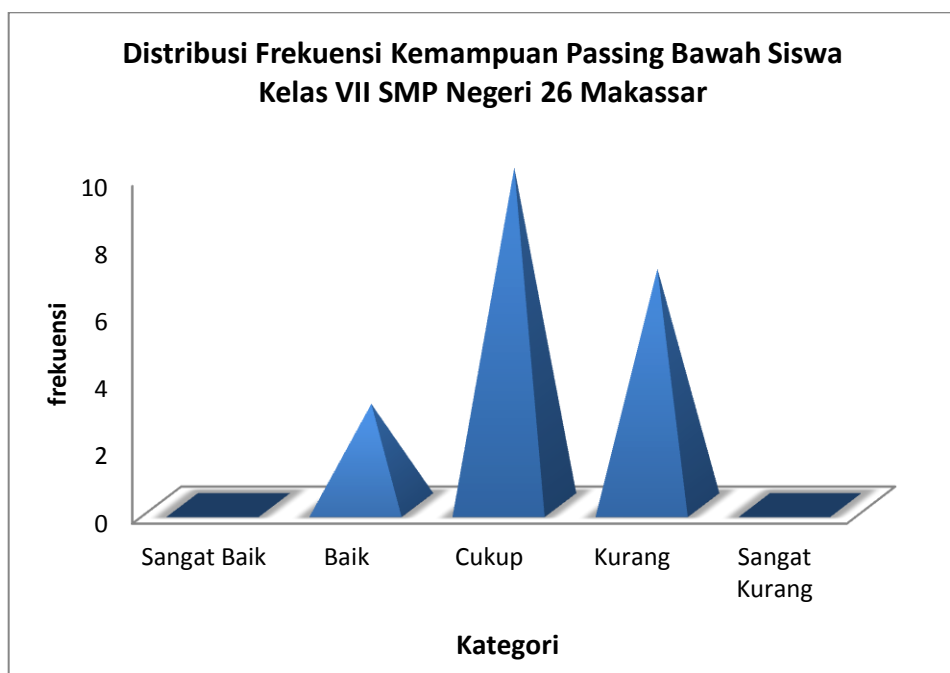 Distribusi Frekuensi Kemampuan Passing Bawah Siswa
Kelas VII SMP Negeri 26 Makassar
10
8
6
4
2
0
frekuensi
Sangat Baik
Baik
Cukup
Kurang
Sangat
Kurang
Kategori